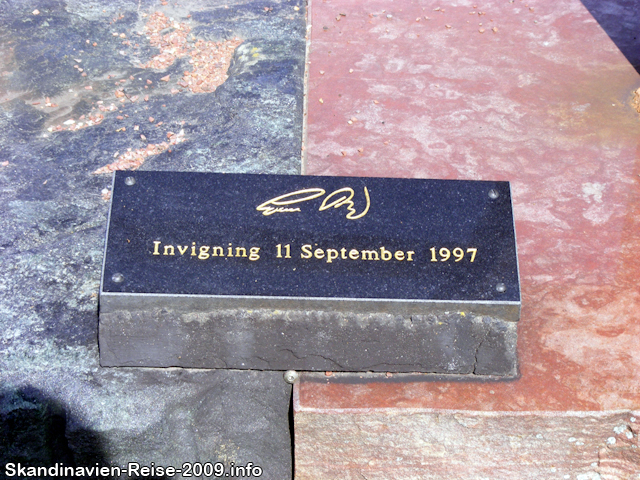 Invigning 11 September 1997
Skandinavien-Reise-2009.info